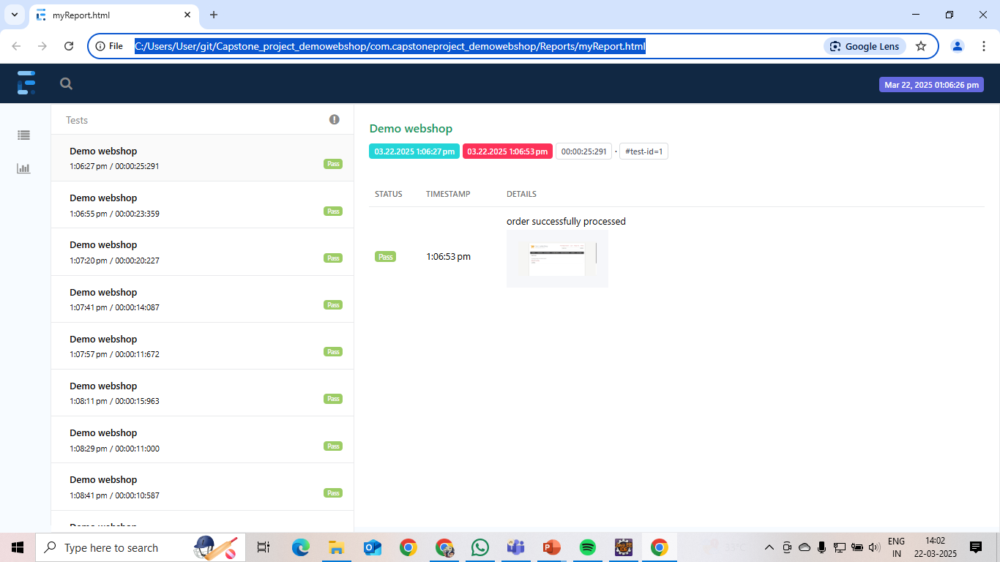 myReport.html
File
C:/Users/User/git/Capstone_project_demowebshop/com.capstoneproject_demowebshop/Reports/myReport.html
Google Lens
Mar 22, 2025 01:06:26 pm
Tests
Demo webshop
1:06:27 pm / 00:00:25:291
Pass
Demo webshop
1:06:55 pm / 00:00:23:359
Pass
Demo webshop
1:07:20 pm / 00:00:20:227
Pass
Demo webshop
1:07:41 pm / 00:00:14:087
Pass
Demo webshop
1:07:57 pm / 00:00:11:672
Pass
Demo webshop
1:08:11 pm / 00:00:15:963
Pass
Demo webshop
1:08:29 pm / 00:00:11:000
Pass
Demo webshop
1:08:41 pm / 00:00:10:587
Pass
Demo webshop
Demo webshop
03.22.2025 1:06:27 pm 03.22.2025 1:06:53 pm 00:00:25:291 · #test-id=1
STATUS TIMESTAMP DETAILS
order successfully processed
Pass 1:06:53 pm
Type here to search
ENG
IN
14:02
22-03-2025